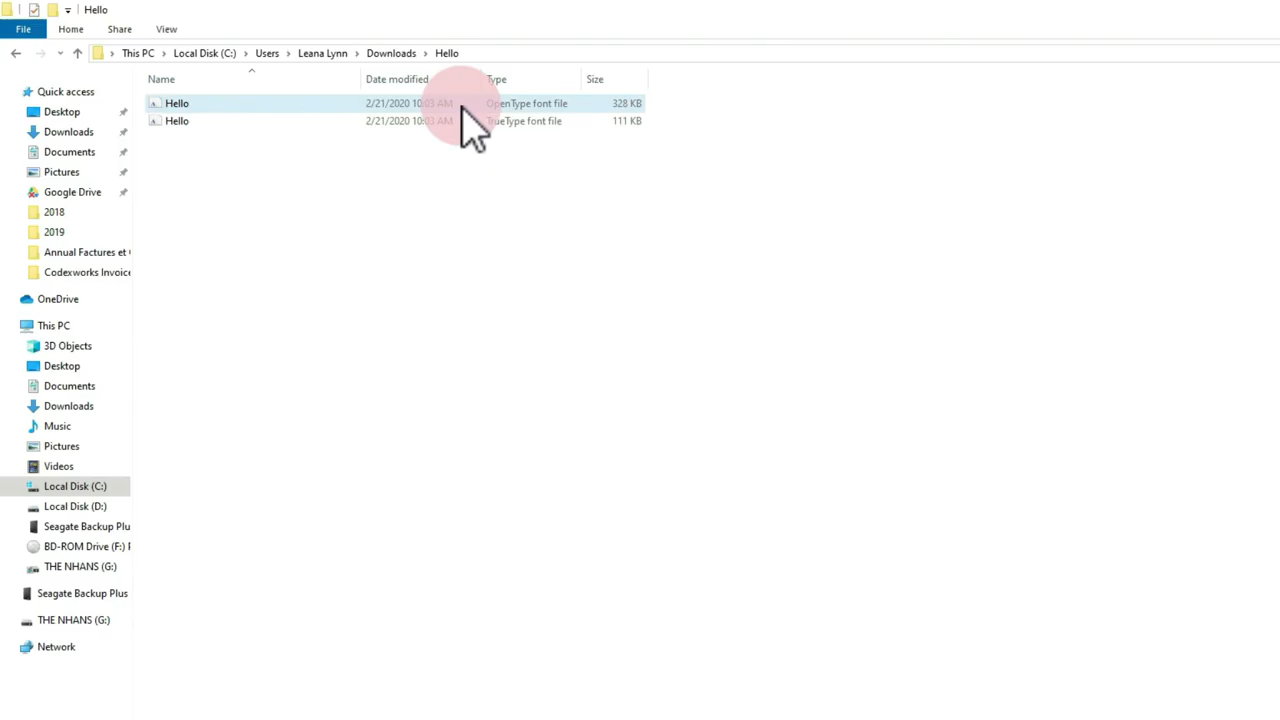 Hello
File Home Share View
This PC Local Disk (C:) Users Leana Lynn Downloads Hello
Name Date modified Type Size
Hello 2/21/2020 10:03 AM OpenType font file 328 KB
Hello 2/21/2020 10:03 AM TrueType font file 111 KB
Quick access
Desktop
Downloads
Documents
Pictures
Google Drive
2018
2019
Annual Factures et
Codexworks Invoice
OneDrive
This PC
3D Objects
Desktop
Documents
Downloads
Music
Pictures
Videos
Local Disk (C:)
Local Disk (D:)
Seagate Backup Plu
BD-ROM Drive (F:)
THE NHANS (G:)
Seagate Backup Plus
THE NHANS (G:)
Network